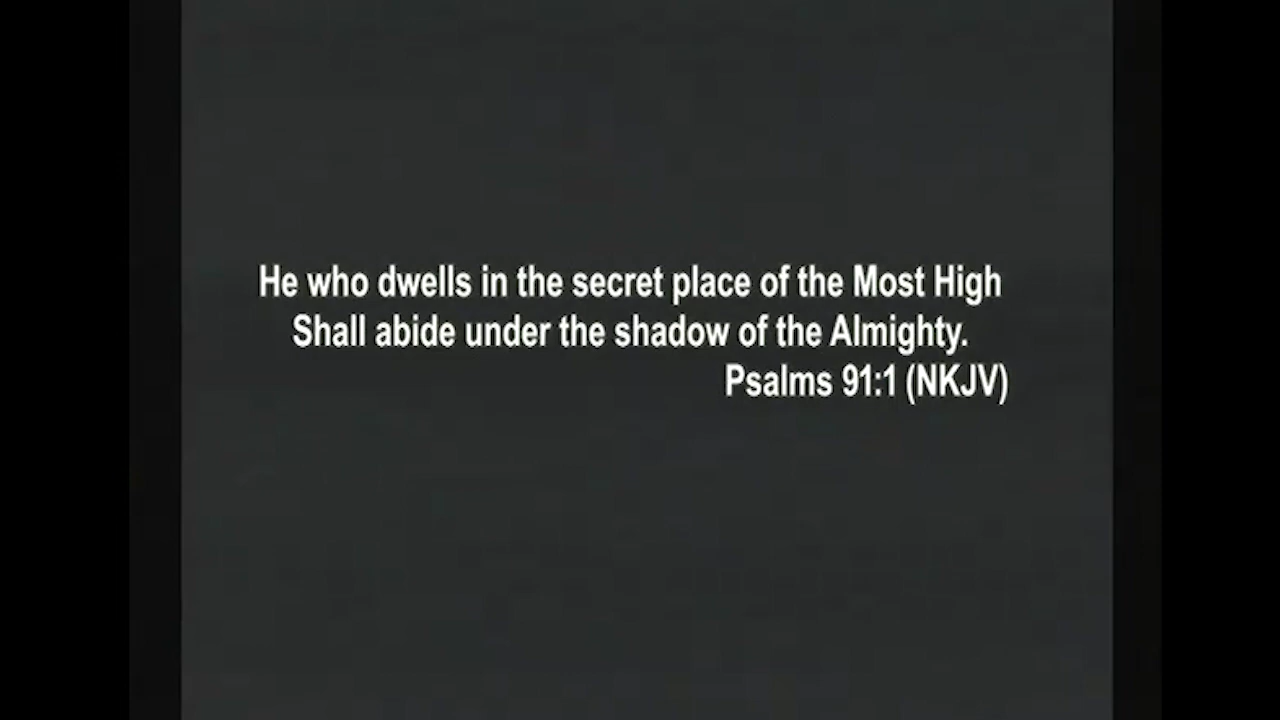 He who dwells in the secret place of the Most High
Shall abide under the shadow of the Almighty.
Psalms 91:1 (NKJV)